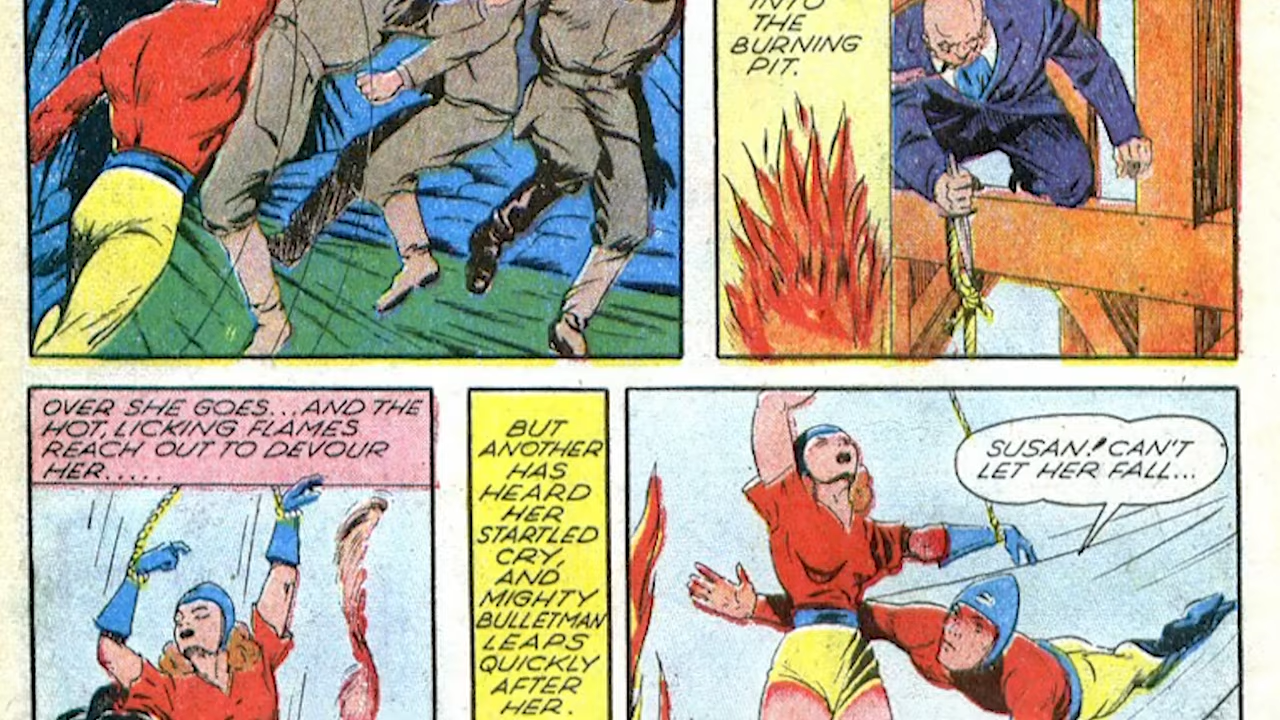 INTO
THE
BURNING
PIT.
OVER SHE GOES... AND THE
HOT, LICKING FLAMES
REACH OUT TO DEVOUR
HER.....
BUT
ANOTHER
HAS
HEARD
HER
STARTLED
CRY,
AND
MIGHTY
BULLETMAN
LEAPS
QUICKLY
AFTER
HER.
SUSAN! CAN'T
LET HER FALL...